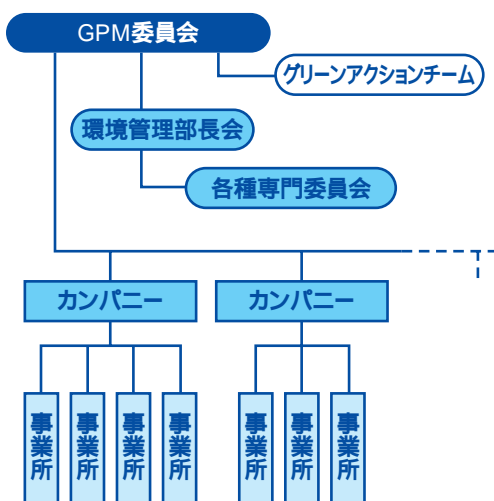 GPM委員会
グリーンアクションチーム
環境管理部長会
各種専門委員会
カンパニー
カンパニー
事業所
事業所
事業所
事業所
事業所
事業所
事業所